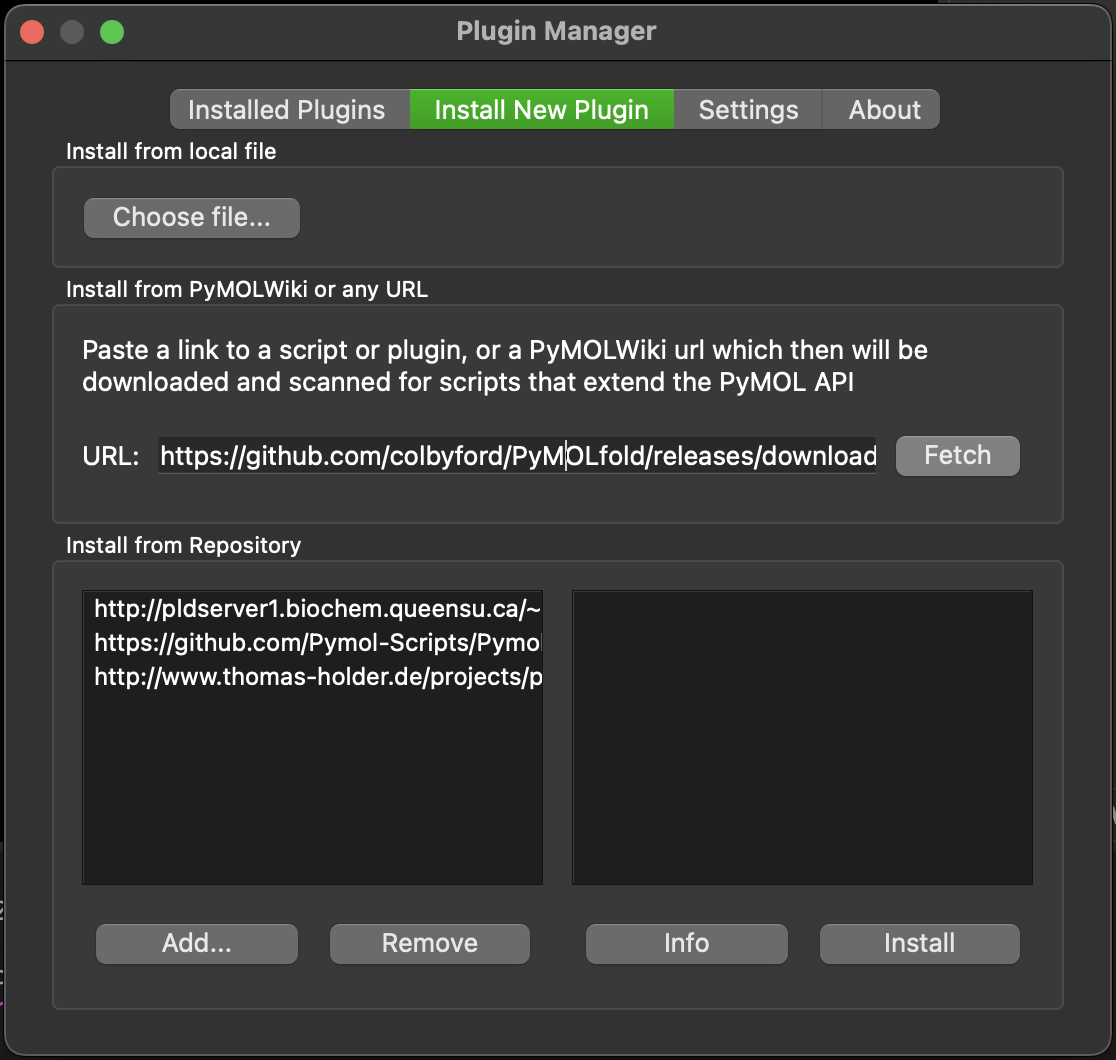 Plugin Manager
Installed Plugins Install New Plugin Settings About
Install from local file
Choose file...
Install from PyMOLWiki or any URL
Paste a link to a script or plugin, or a PyMOLWiki url which then will be
downloaded and scanned for scripts that extend the PyMOL API
URL: https://github.com/colbyford/PyMOLfold/releases/download Fetch
Install from Repository
http://pldserver1.biochem.queensu.ca/~
https://github.com/Pymol-Scripts/Pymol
http://www.thomas-holder.de/projects/p
Add... Remove Info Install